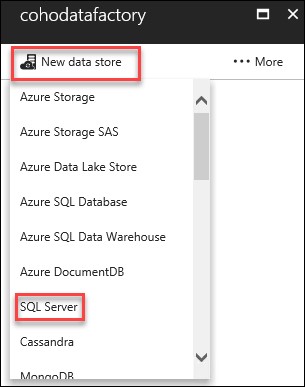 cohodatafactory
New data store
More
Azure Storage
Azure Storage SAS
Azure Data Lake Store
Azure SQL Database
Azure SQL Data Warehouse
Azure DocumentDB
SQL Server
Cassandra
MongoDB